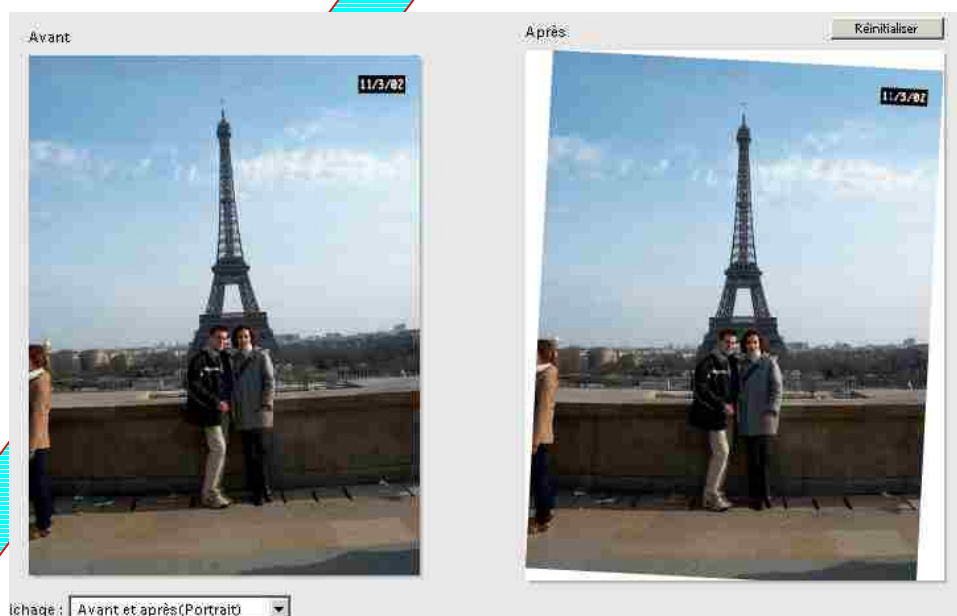 Avant
Après
Réinitialiser
11/3/02
11/3/02
ichage : Avant et après(Portrait)